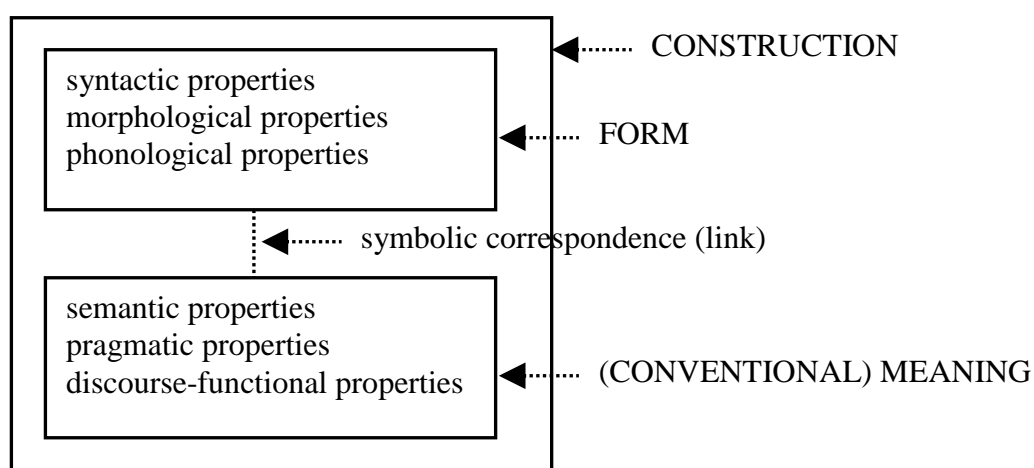 CONSTRUCTION
syntactic properties
morphological properties
phonological properties
FORM
symbolic correspondence (link)
semantic properties
pragmatic properties
discourse-functional properties
(CONVENTIONAL) MEANING